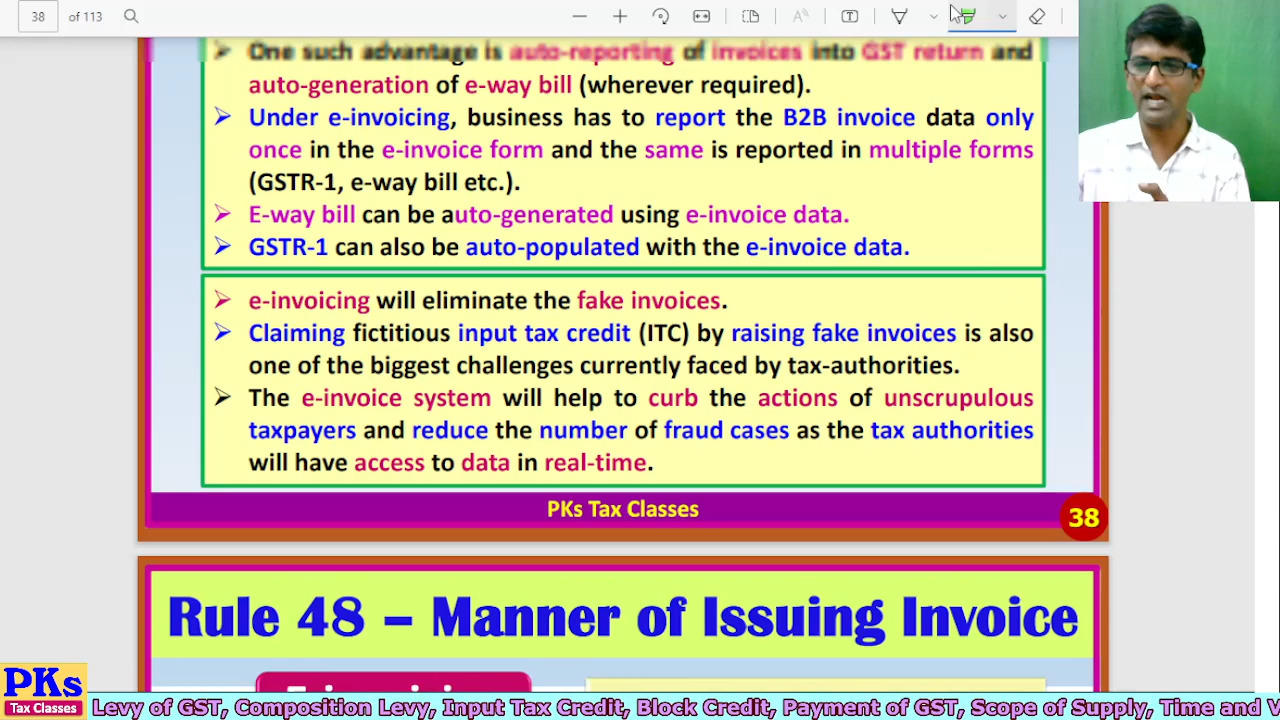 38 of 113
One such advantage is auto-reporting of invoices into GST return and
auto-generation of e-way bill (wherever required).
Under e-invoicing, business has to report the B2B invoice data only
once in the e-invoice form and the same is reported in multiple forms
(GSTR-1, e-way bill etc.).
E-way bill can be auto-generated using e-invoice data.
GSTR-1 can also be auto-populated with the e-invoice data.
e-invoicing will eliminate the fake invoices.
Claiming fictitious input tax credit (ITC) by raising fake invoices is also
one of the biggest challenges currently faced by tax-authorities.
The e-invoice system will help to curb the actions of unscrupulous
taxpayers and reduce the number of fraud cases as the tax authorities
will have access to data in real-time.
PKs Tax Classes
38
Rule 48 – Manner of Issuing Invoice
PKs
Tax Classes
Levy of GST, Composition Levy, Input Tax Credit, Block Credit, Payment of GST, Scope of Supply, Time and V